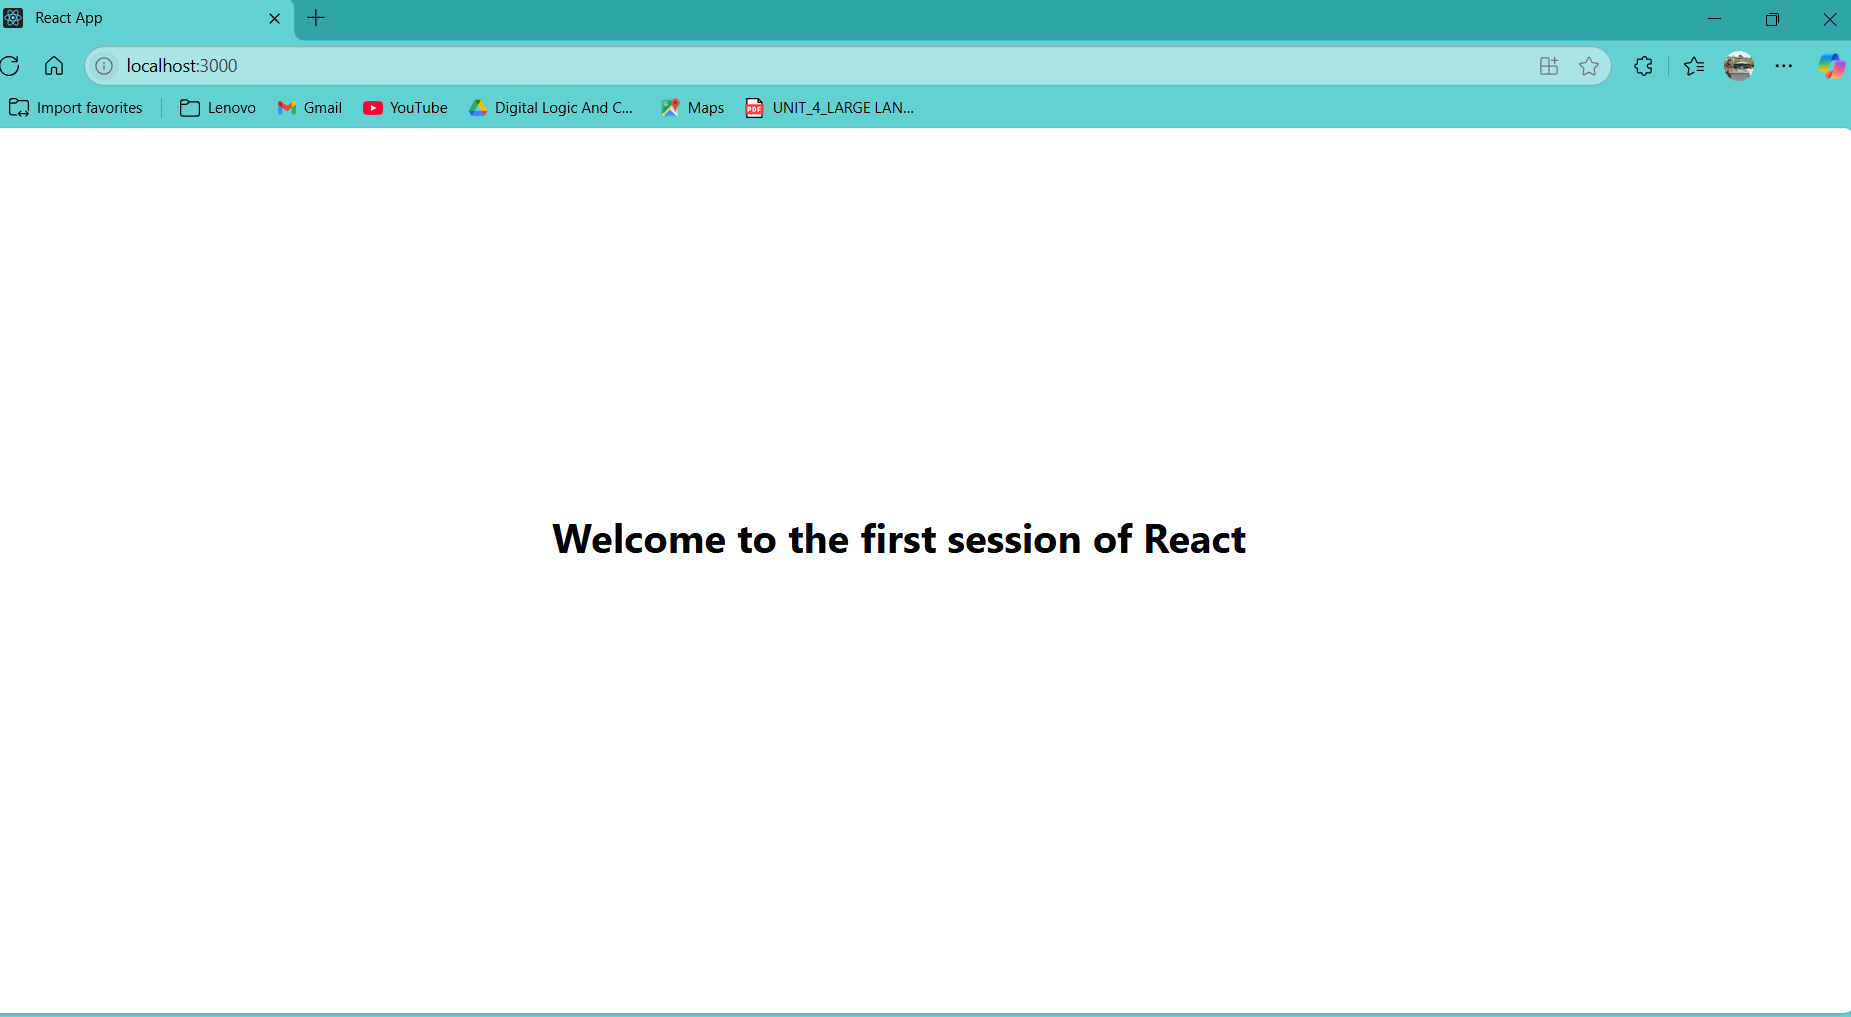 React App
localhost:3000
Import favorites Lenovo Gmail YouTube Digital Logic And C... Maps PDF UNIT_4_LARGE LAN...
Welcome to the first session of React